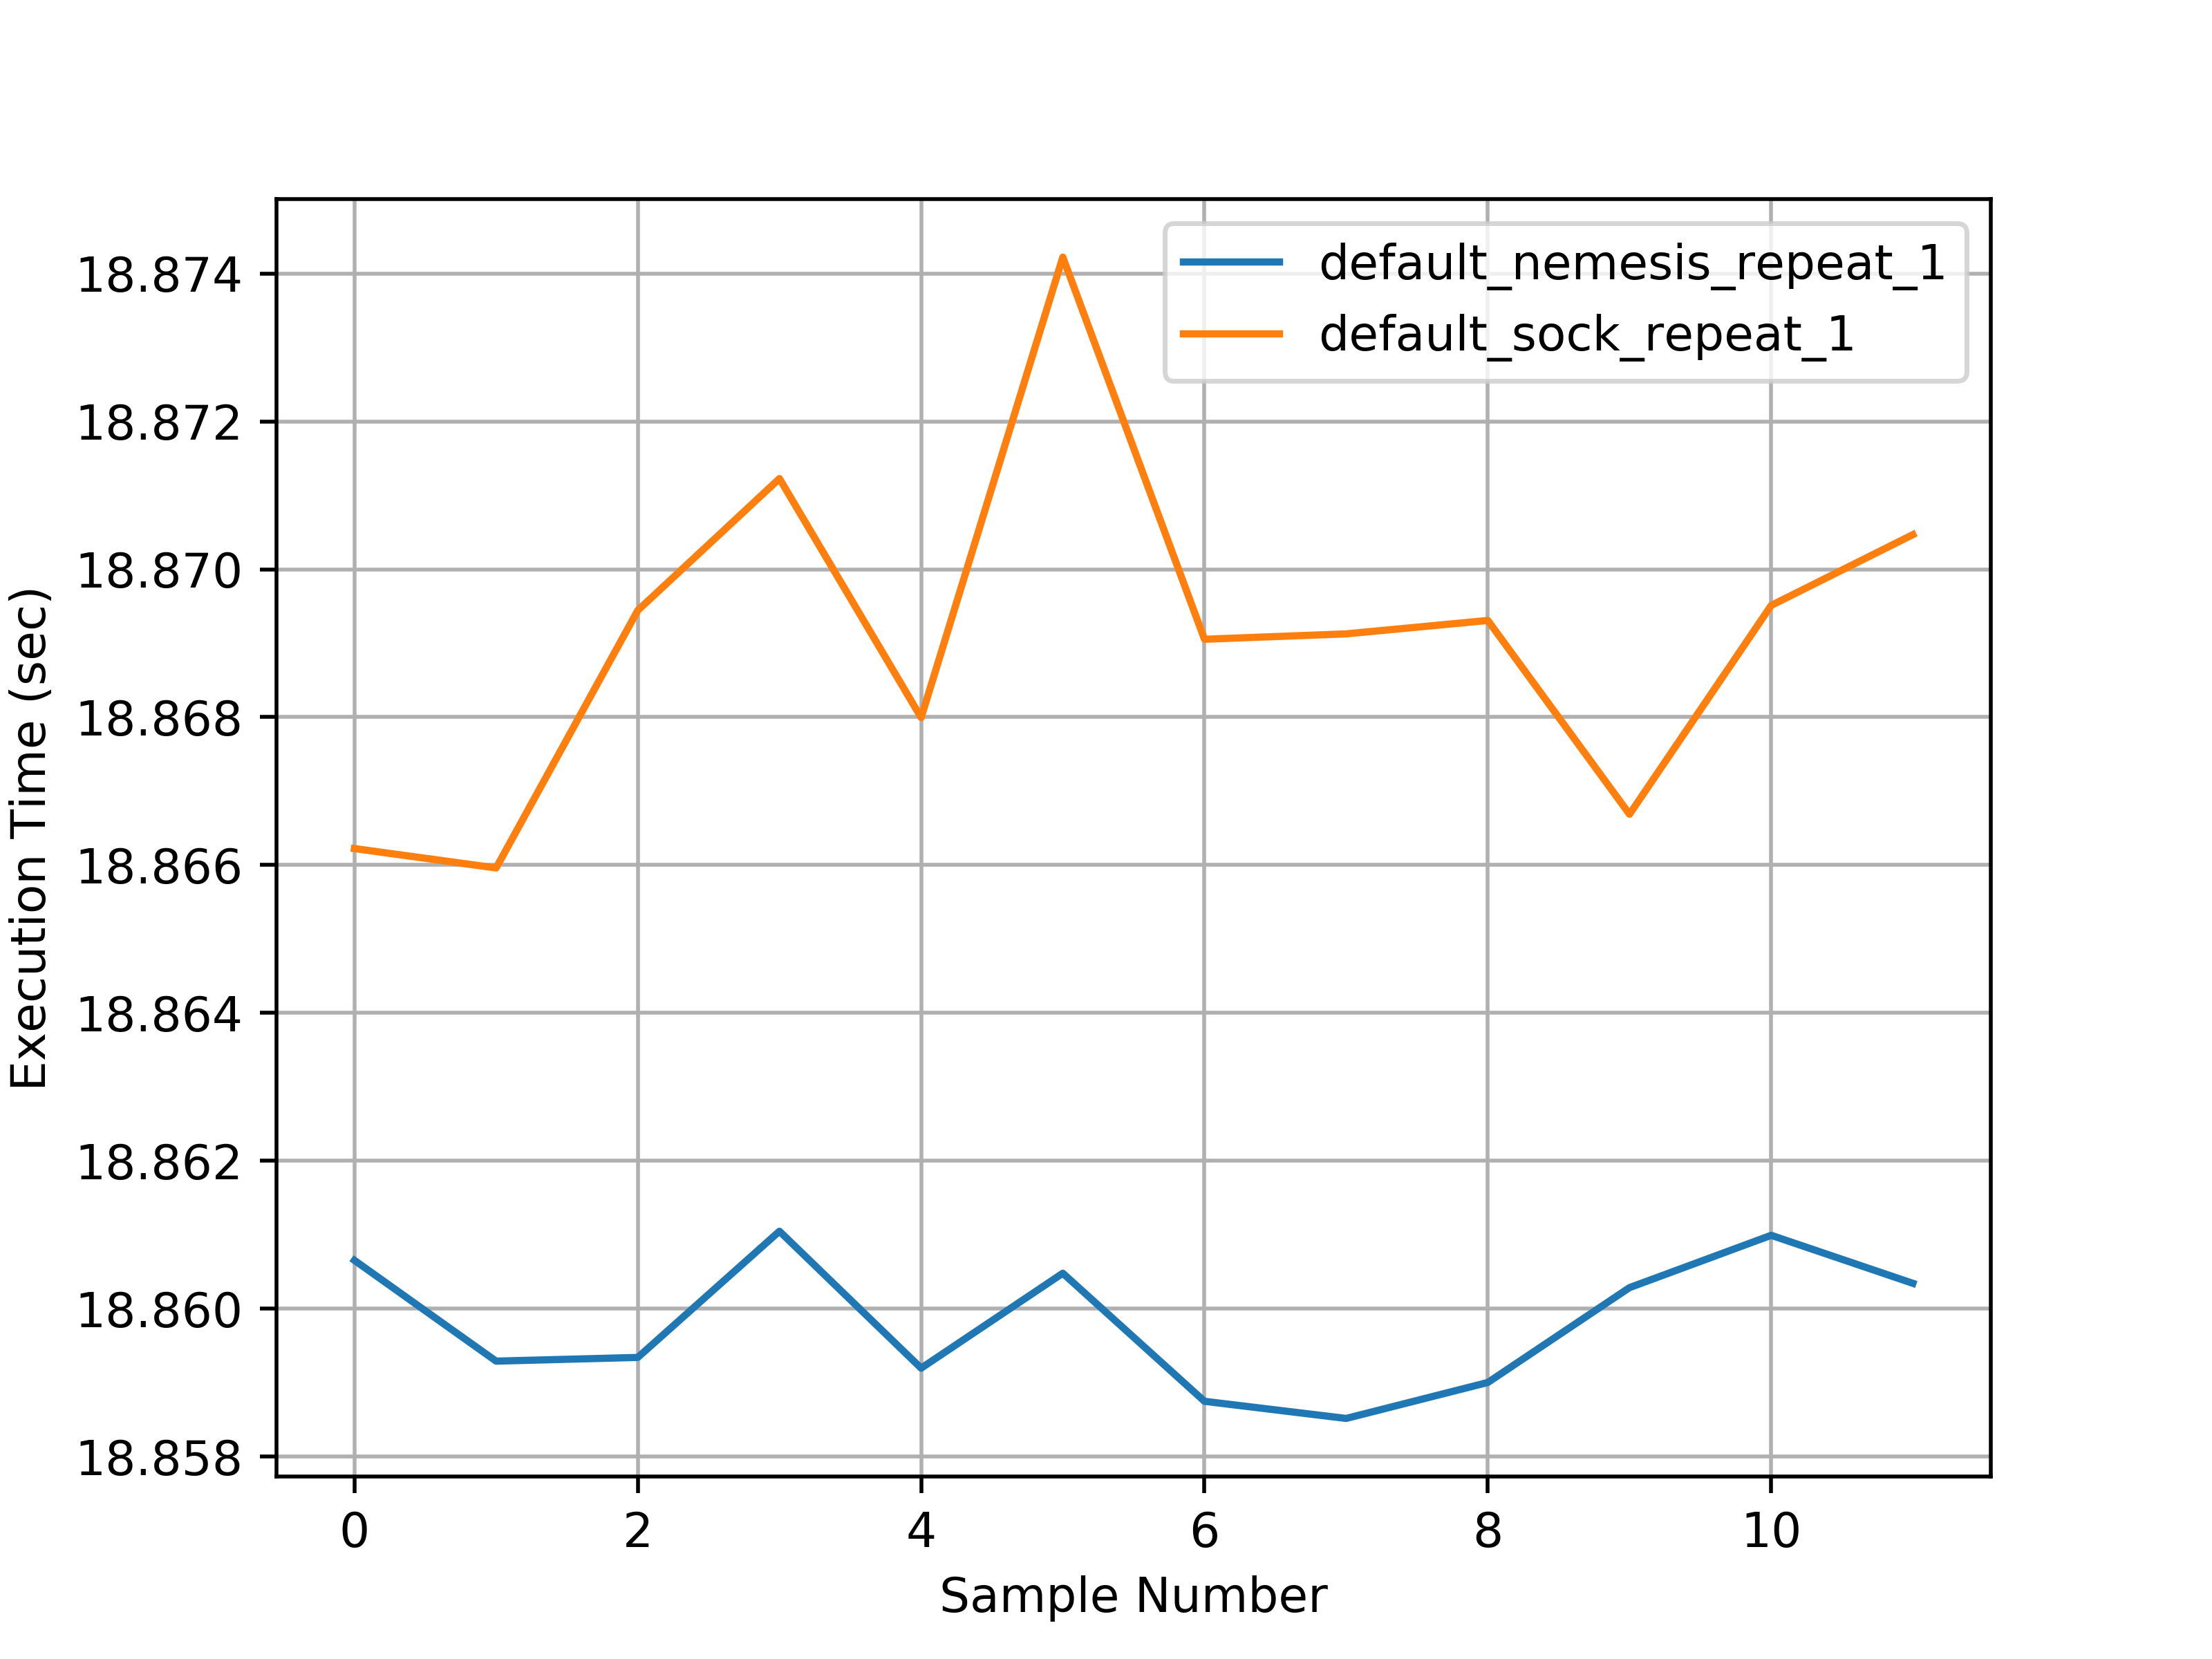 default_nemesis_repeat_1
default_sock_repeat_1
18.874
18.872
18.870
18.868
18.866
18.864
18.862
18.860
18.858
Execution Time (sec)
0 2 4 6 8 10
Sample Number